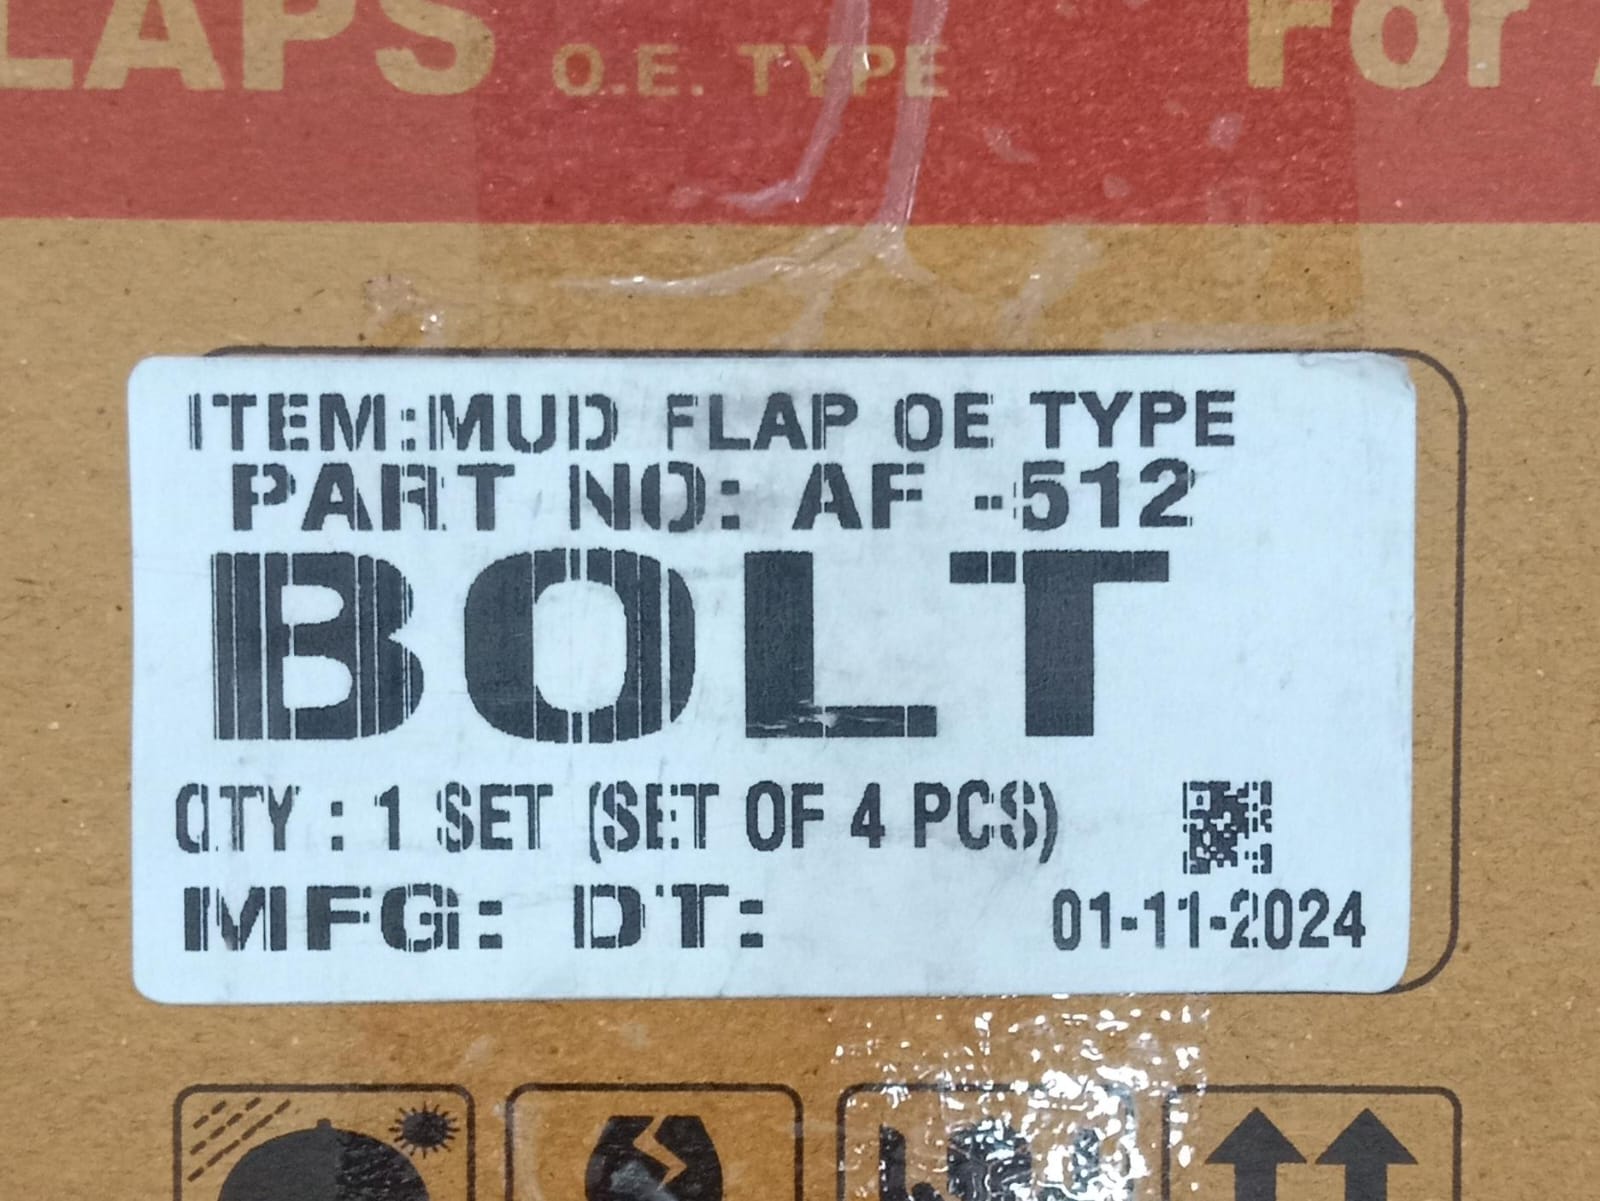 LAPS O.E. TYPE For
ITEM:MUD FLAP OE TYPE
PART NO: AF -512
BOLT
QTY : 1 SET (SET OF 4 PCS)
MFG: DT: 01-11-2024